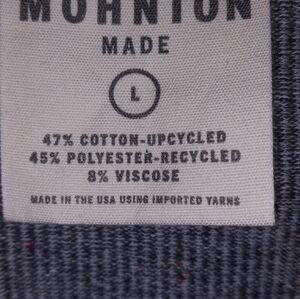 MOHNTON
MADE
L
47% COTTON-UPCYCLED
45% POLYESTER-RECYCLED
8% VISCOSE
MADE IN THE USA USING IMPORTED YARNS